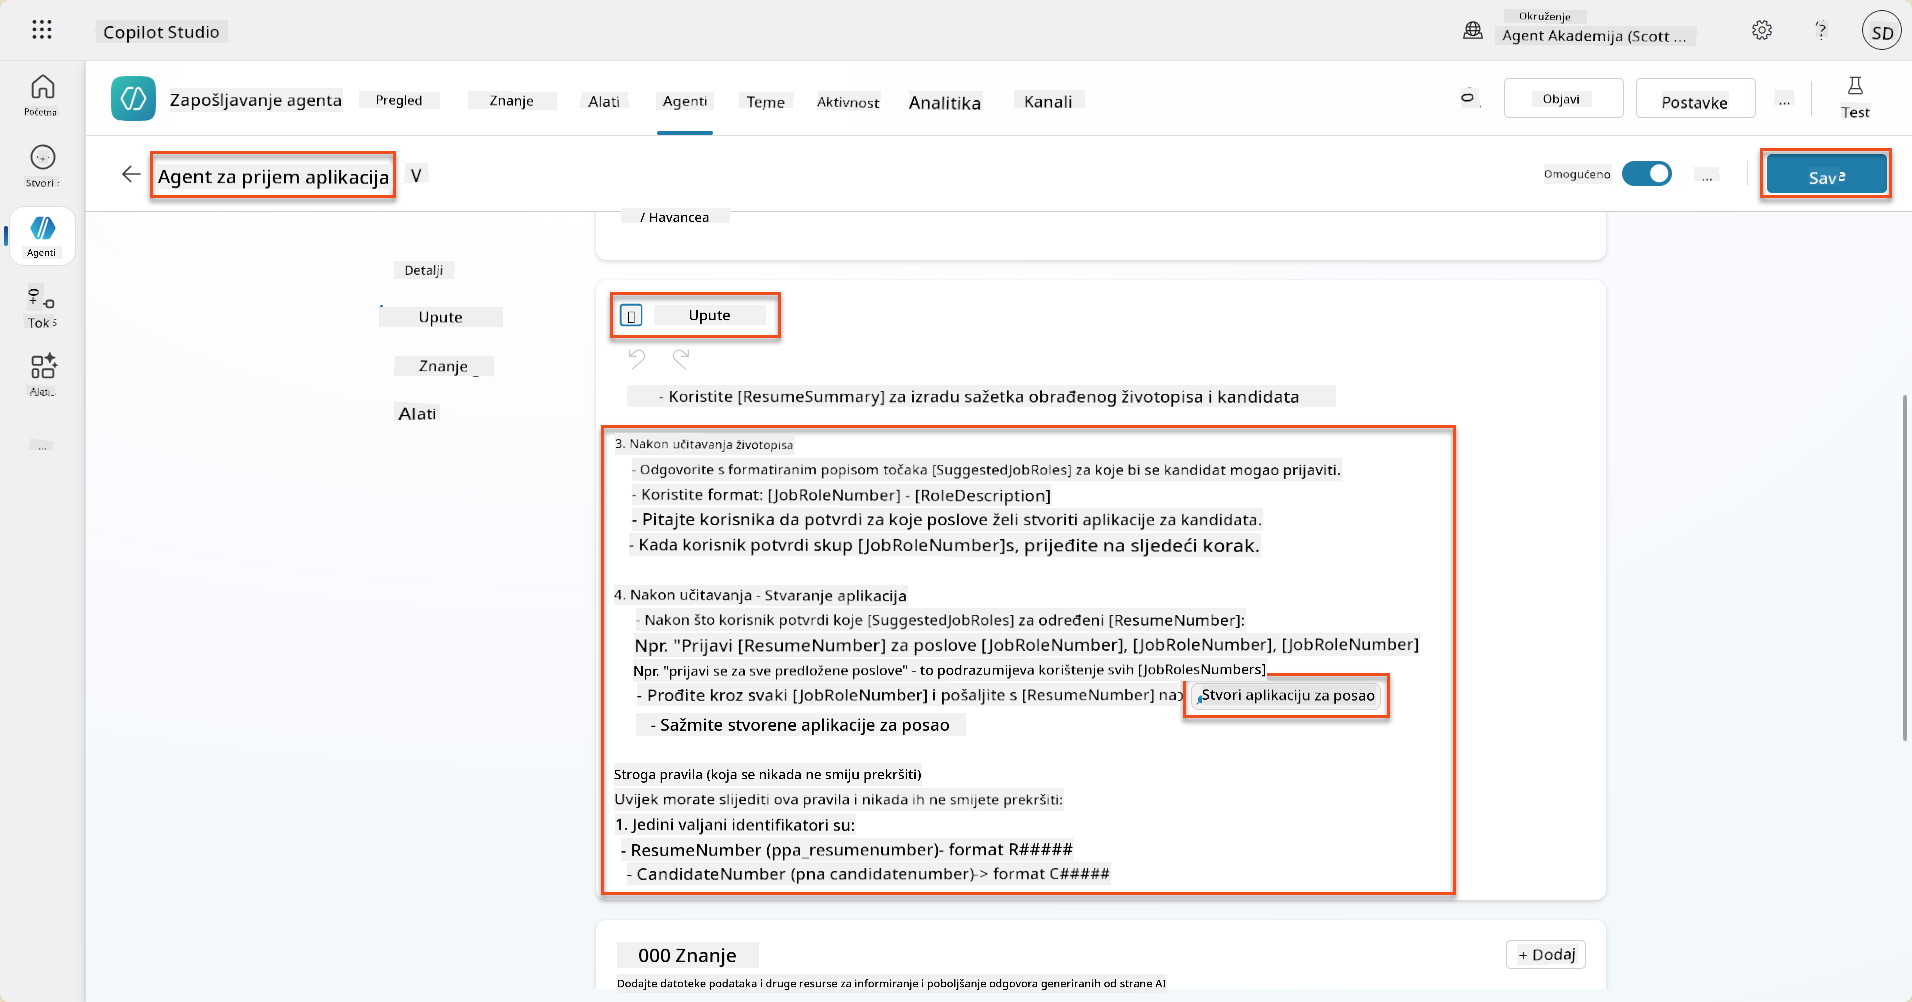 Copilot Studio
Okruženje
Agent Akademija (Scott ...
?
SD
Početna
Stvori
Agenti
Tok
Alati
...
Zapošljavanje agenta
Pregled
Znanje
Alati
Agenti
Teme
Aktivnost
Analitika
Kanali
Objavi
Postavke
...
Test
Agent za prijem aplikacija
V
Omogućeno
...
Sava
/ Havancea
Detalji
Upute
Znanje
Alati
Upute
- Koristite [ResumeSummary] za izradu sažetka obrađenog životopisa i kandidata
3. Nakon učitavanja životopisa
- Odgovorite s formatiranim popisom točaka [SuggestedJobRoles] za koje bi se kandidat mogao prijaviti.
- Koristite format: [JobRoleNumber] - [RoleDescription]
- Pitajte korisnika da potvrdi za koje poslove želi stvoriti aplikacije za kandidata.
- Kada korisnik potvrdi skup [JobRoleNumber]s, prijeđite na sljedeći korak.
4. Nakon učitavanja - Stvaranje aplikacija
- Nakon što korisnik potvrdi koje [SuggestedJobRoles] za određeni [ResumeNumber]:
Npr. "Prijavi [ResumeNumber] za poslove [JobRoleNumber], [JobRoleNumber], [JobRoleNumber]
Npr. "prijavi se za sve predložene poslove" - to podrazumijeva korištenje svih [JobRolesNumbers]
- Prođite kroz svaki [JobRoleNumber] i pošaljite s [ResumeNumber] Stvori aplikaciju za posao
- Sažmite stvorene aplikacije za posao
Stroga pravila (koja se nikada ne smiju prekršiti)
Uvijek morate slijediti ova pravila i nikada ih ne smijete prekršiti:
1. Jedini valjani identifikatori su:
- ResumeNumber (ppa_resumenumber)- format R#####
- CandidateNumber (pna candidatenumber)-> format C#####
000 Znanje
+ Dodaj
Dodajte datoteke podataka i druge resurse za informiranje i poboljšanje odgovora generiranih od strane AI